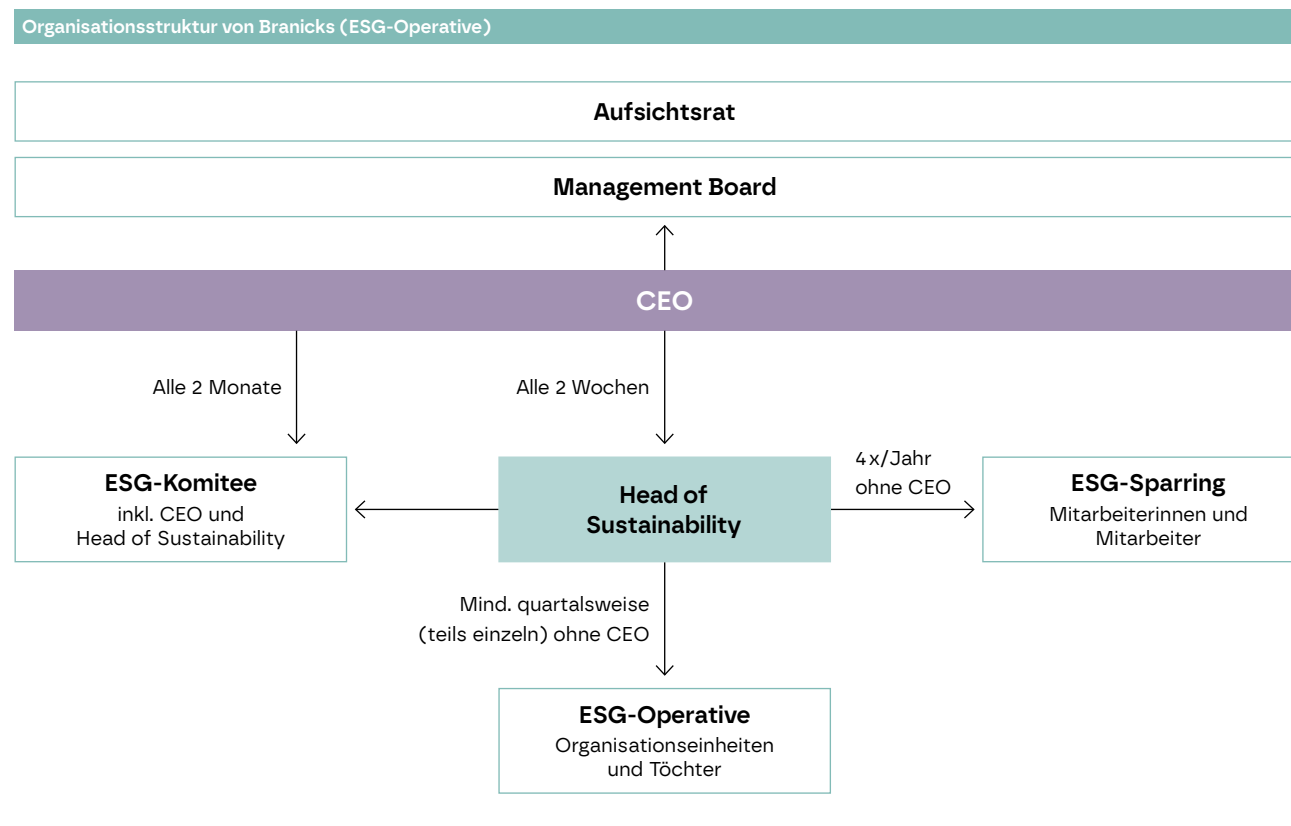 Organisationsstruktur von Branicks (ESG-Operative)
Aufsichtsrat
Management Board
CEO
Alle 2 Monate
Alle 2 Wochen
ESG-Komitee
inkl. CEO und
Head of Sustainability
Head of
Sustainability
4x/Jahr
ohne CEO
ESG-Sparring
Mitarbeiterinnen und
Mitarbeiter
Mind. quartalsweise
(teils einzeln) ohne CEO
ESG-Operative
Organisationseinheiten
und Töchter